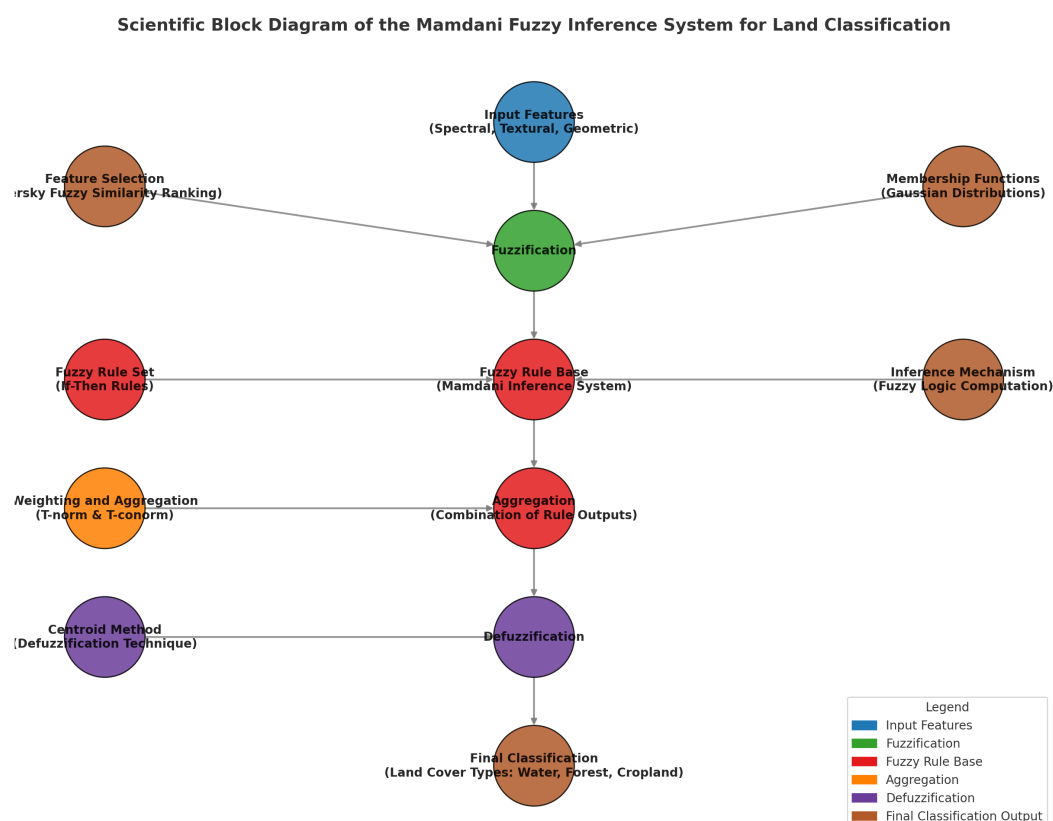 Scientific Block Diagram of the Mamdani Fuzzy Inference System for Land Classification
Input Features
(Spectral, Textural, Geometric)
Feature Selection
ersky Fuzzy Similarity Ranking)
Membership Functions
(Gaussian Distributions)
Fuzzification
Fuzzy Rule Set
(If-Then Rules)
Fuzzy Rule Base
(Mamdani Inference System)
Inference Mechanism
(Fuzzy Logic Computation)
Weighting and Aggregation
(T-norm & T-conorm)
Aggregation
(Combination of Rule Outputs)
Centroid Method
(Defuzzification Technique)
Defuzzification
Final Classification
(Land Cover Types: Water, Forest, Cropland)
Legend
Input Features
Fuzzification
Fuzzy Rule Base
Aggregation
Defuzzification
Final Classification Output